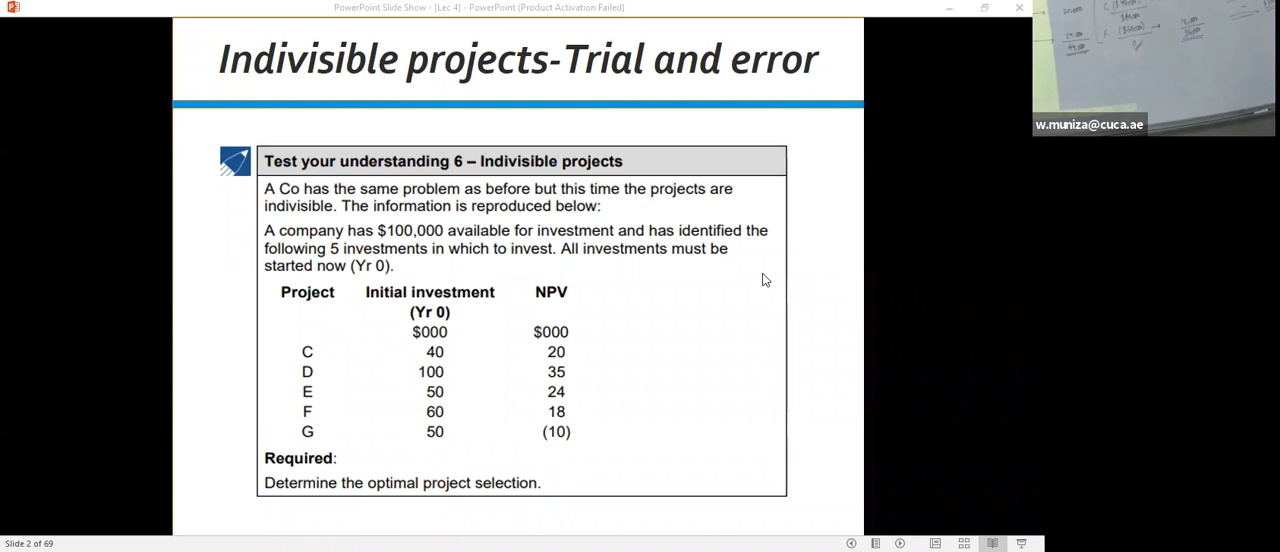 PowerPoint Slide Show - [Lec 4] - PowerPoint (Product Activation Failed)
Indivisible projects-Trial and error
w.muniza@cuca.ae
Test your understanding 6 – Indivisible projects
A Co has the same problem as before but this time the projects are
indivisible. The information is reproduced below:
A company has $100,000 available for investment and has identified the
following 5 investments in which to invest. All investments must be
started now (Yr 0).
Project Initial investment NPV
(Yr 0)
$000 $000
C 40 20
D 100 35
E 50 24
F 60 18
G 50 (10)
Required:
Determine the optimal project selection.
Slide 2 of 69